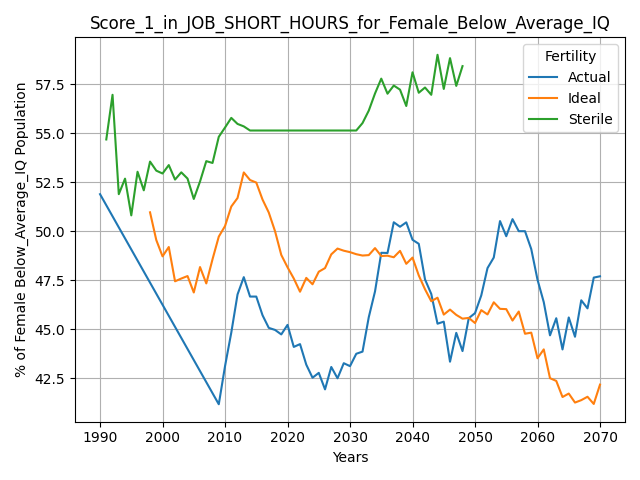 Score_1_in_JOB_SHORT_HOURS_for_Female_Below_Average_IQ
% of Female Below_Average_IQ Population
57.5
55.0
52.5
50.0
47.5
45.0
42.5
Fertility
Actual
Ideal
Sterile
1990 2000 2010 2020 2030 2040 2050 2060 2070
Years